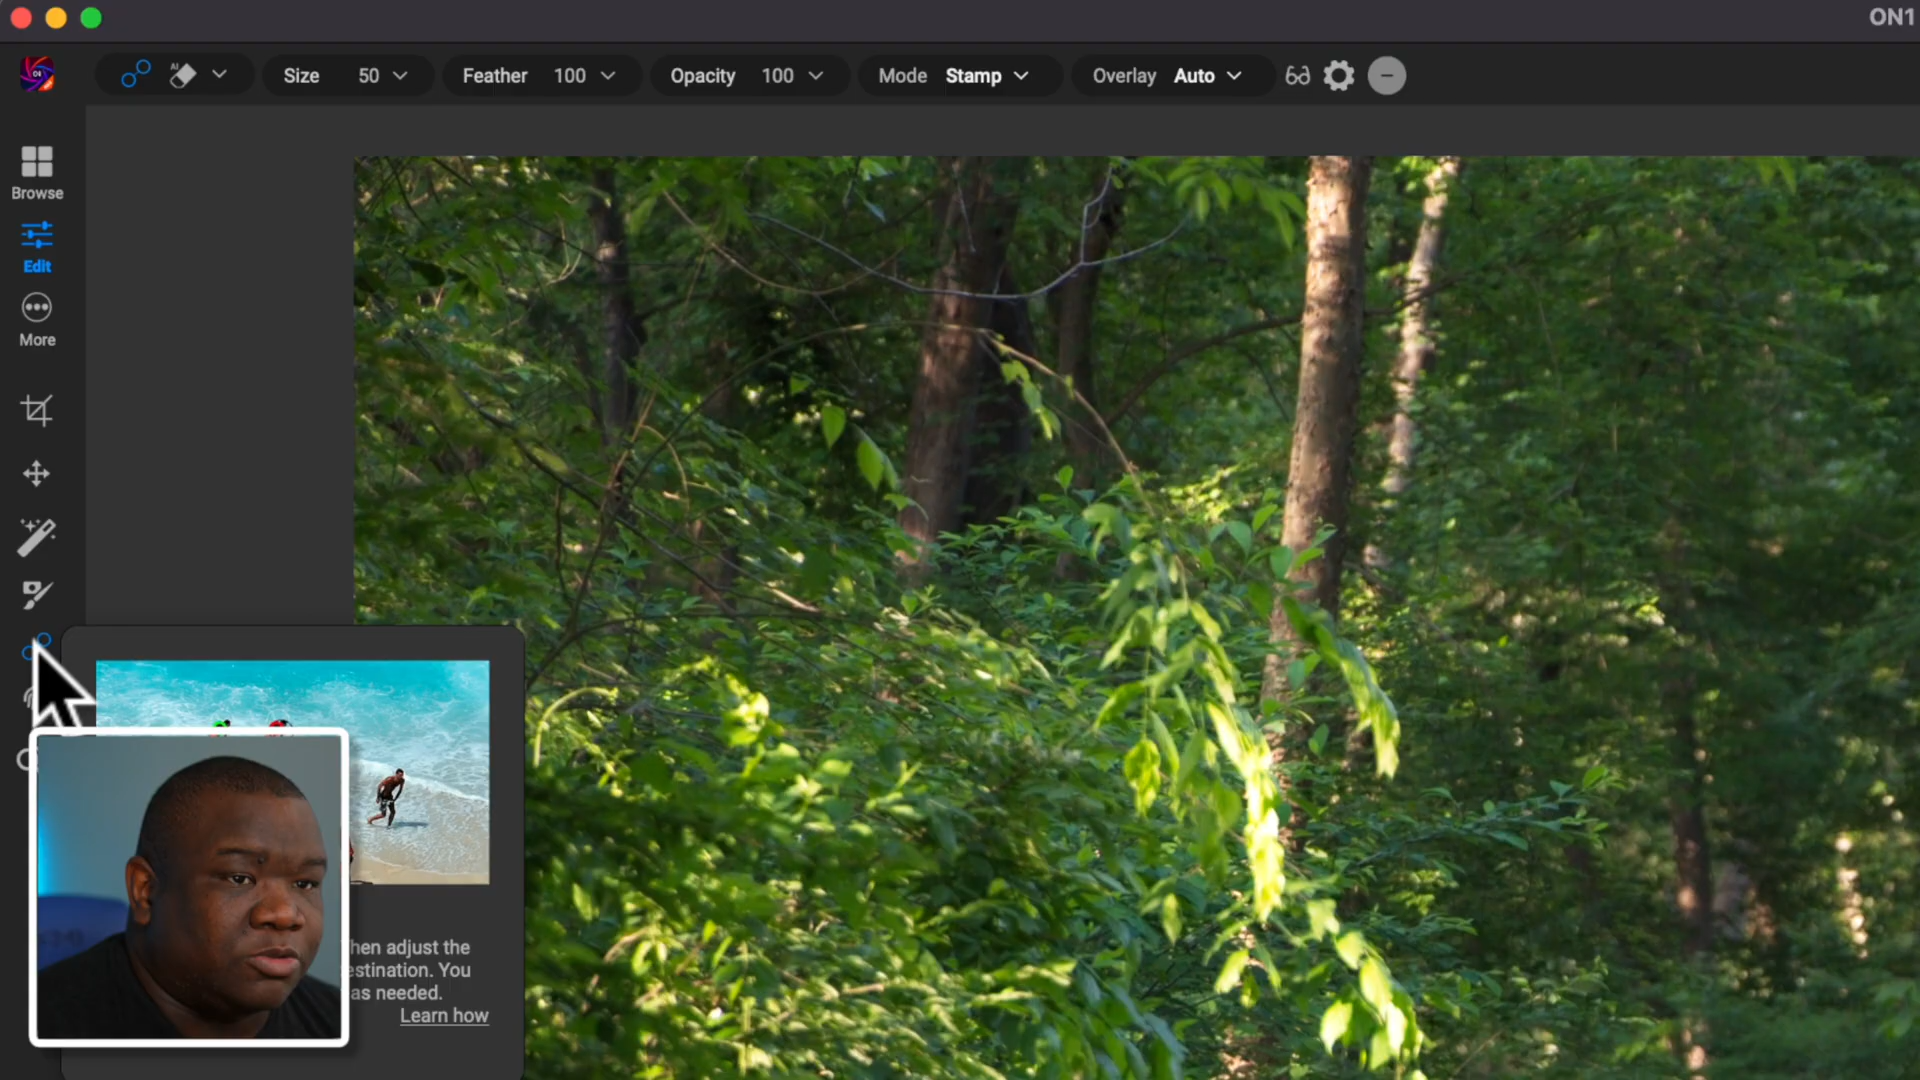 ON1
AI
Size 50
Feather 100
Opacity 100
Mode Stamp
Overlay Auto
Browse
Edit
More
hen adjust the
estination. You
as needed.
Learn how